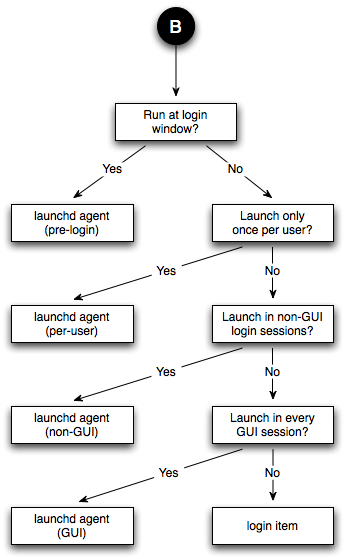 B
Run at login
window?
Yes
No
launchd agent
(pre-login)
Launch only
once per user?
Yes
No
launchd agent
(per-user)
Launch in non-GUI
login sessions?
Yes
No
launchd agent
(non-GUI)
Launch in every
GUI session?
Yes
No
launchd agent
(GUI)
login item